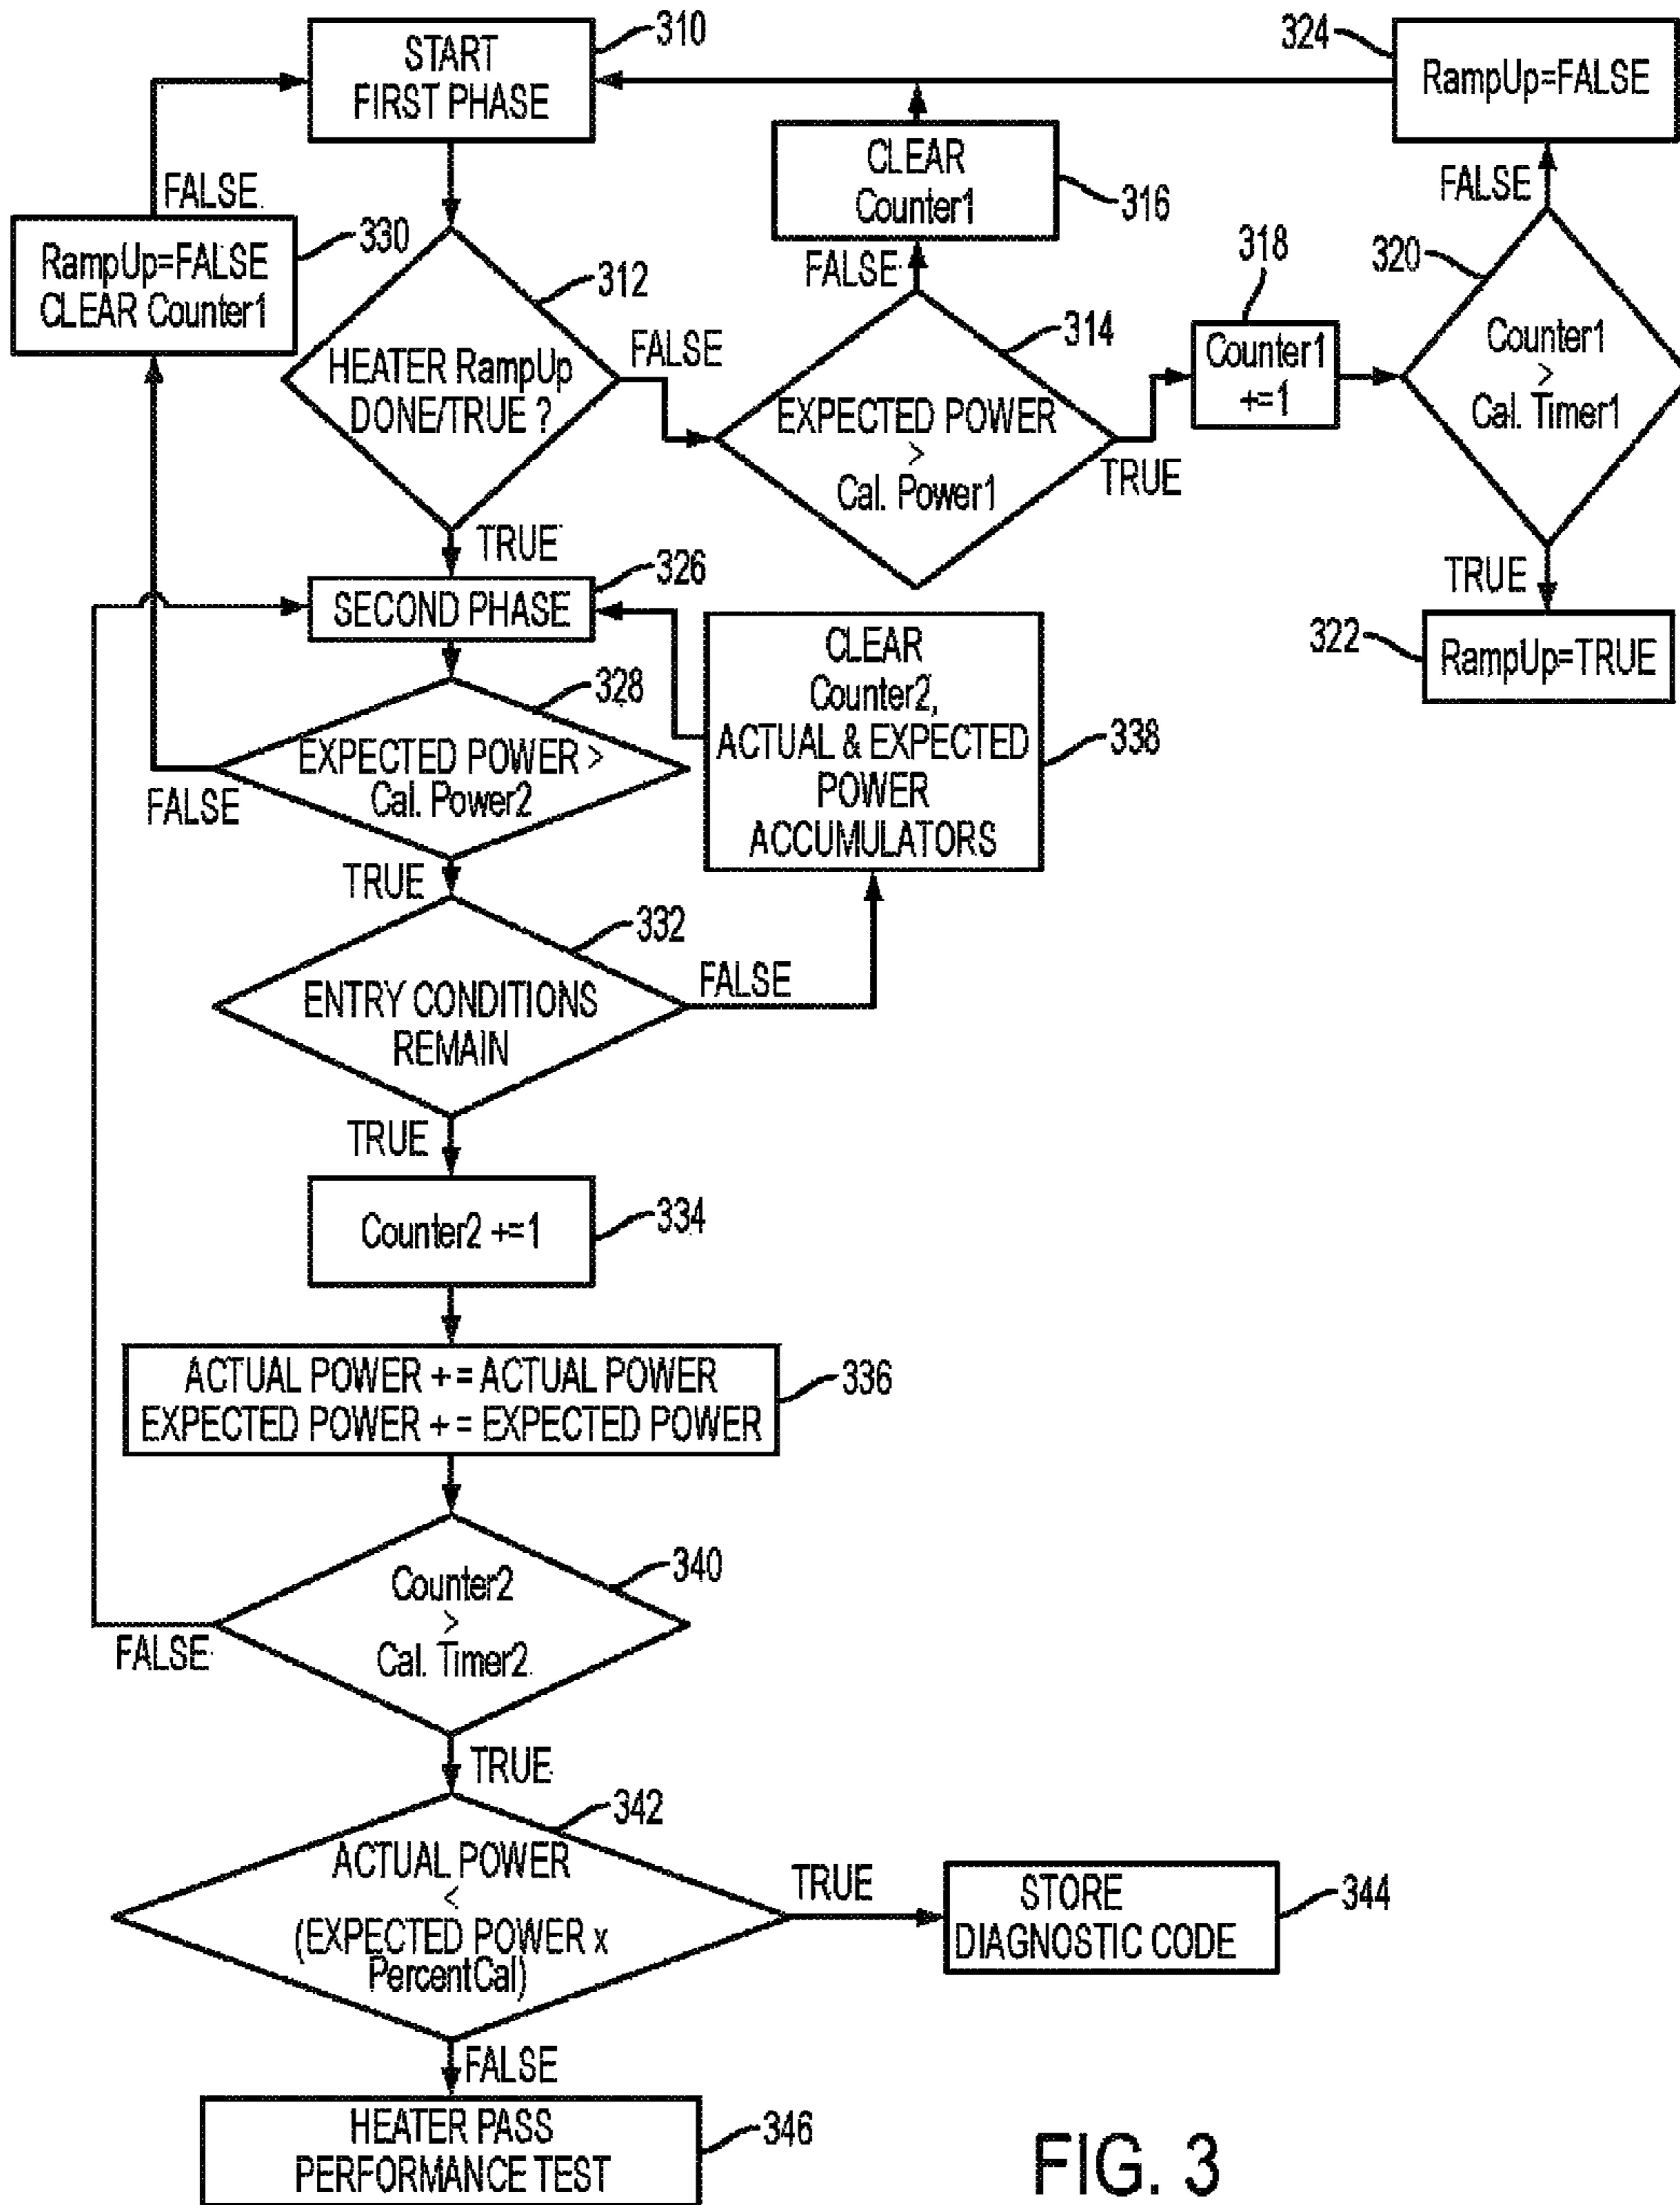 START
FIRST PHASE
310
324
RampUp=FALSE
FALSE
CLEAR
Counter1
316
FALSE
RampUp=FALSE
CLEAR Counter1
330
312
HEATER RampUp
DONE/TRUE ?
FALSE
FALSE
314
EXPECTED POWER
>
Cal. Power1
TRUE
318
Counter1
+=1
320
Counter1
>
Cal. Timer1
TRUE
322
RampUp=TRUE
TRUE
326
SECOND PHASE
328
EXPECTED POWER >
Cal. Power2
FALSE
TRUE
CLEAR
Counter2,
ACTUAL & EXPECTED
POWER
ACCUMULATORS
338
332
ENTRY CONDITIONS
REMAIN
FALSE
TRUE
Counter2 +=1
334
ACTUAL POWER + = ACTUAL POWER
EXPECTED POWER + = EXPECTED POWER
336
340
Counter2
>
Cal. Timer2
FALSE
TRUE
342
ACTUAL POWER
<
(EXPECTED POWER x
PercentCal)
TRUE
STORE
DIAGNOSTIC CODE
344
FALSE
HEATER PASS
PERFORMANCE TEST
346
FIG. 3